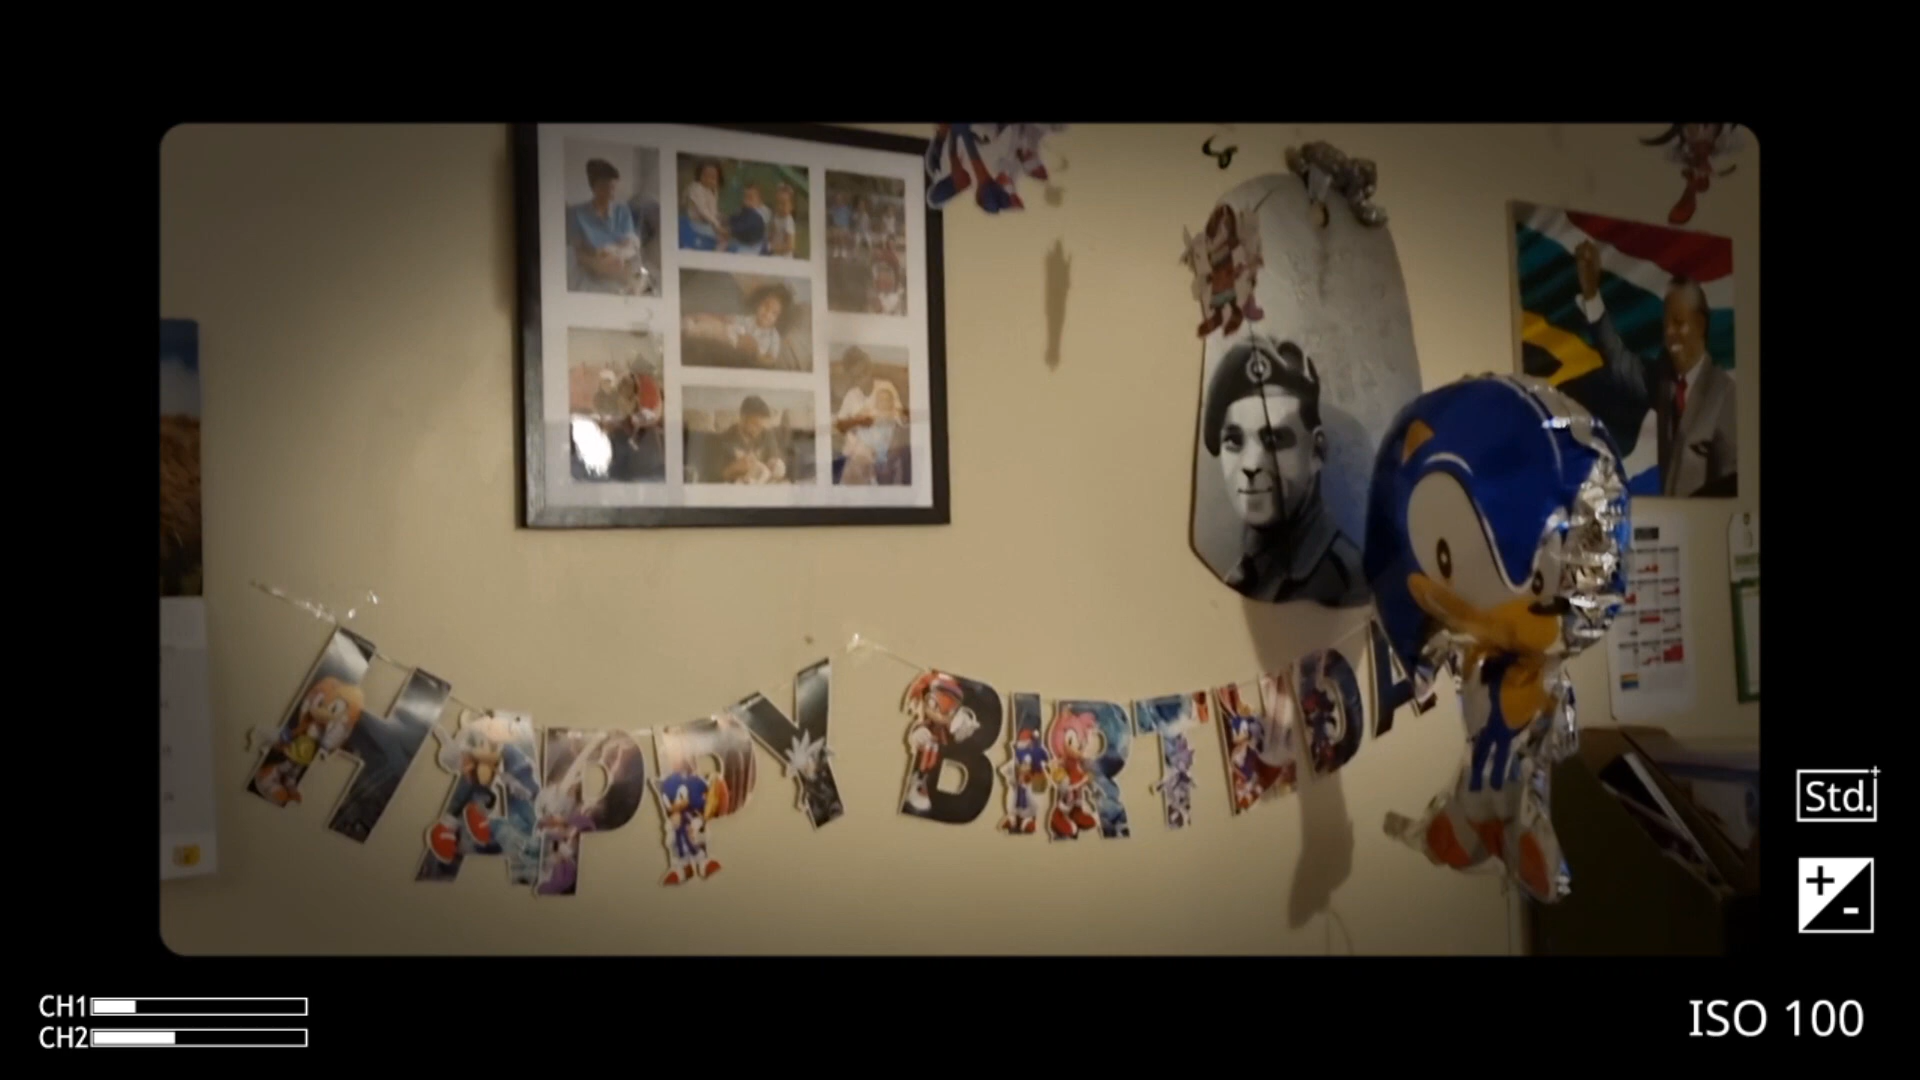 HAPPY BIRTHDA
Std.+
+
-
CH1
CH2
ISO 100